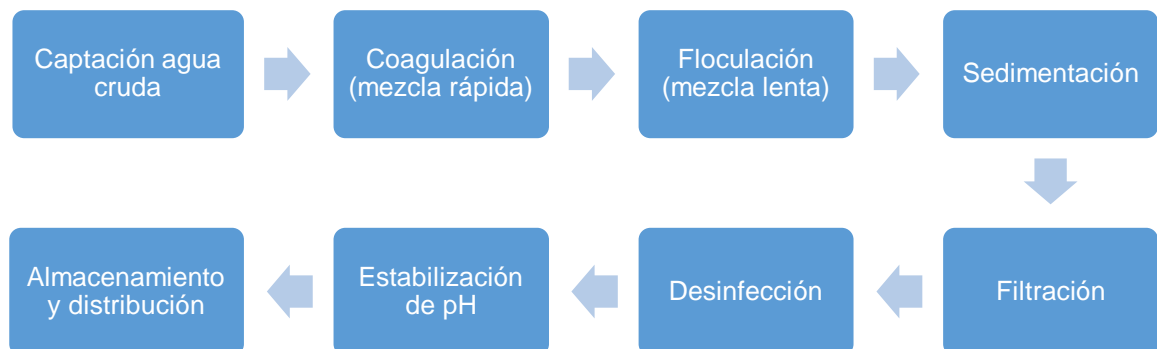 Captación agua
cruda
Coagulación
(mezcla rápida)
Floculación
(mezcla lenta)
Sedimentación
Filtración
Desinfección
Estabilización
de pH
Almacenamiento
y distribución